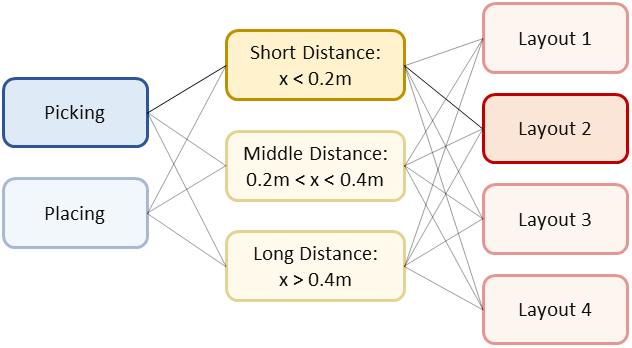 Picking
Placing
Short Distance:
x < 0.2m
Middle Distance:
0.2m < x < 0.4m
Long Distance:
x > 0.4m
Layout 1
Layout 2
Layout 3
Layout 4